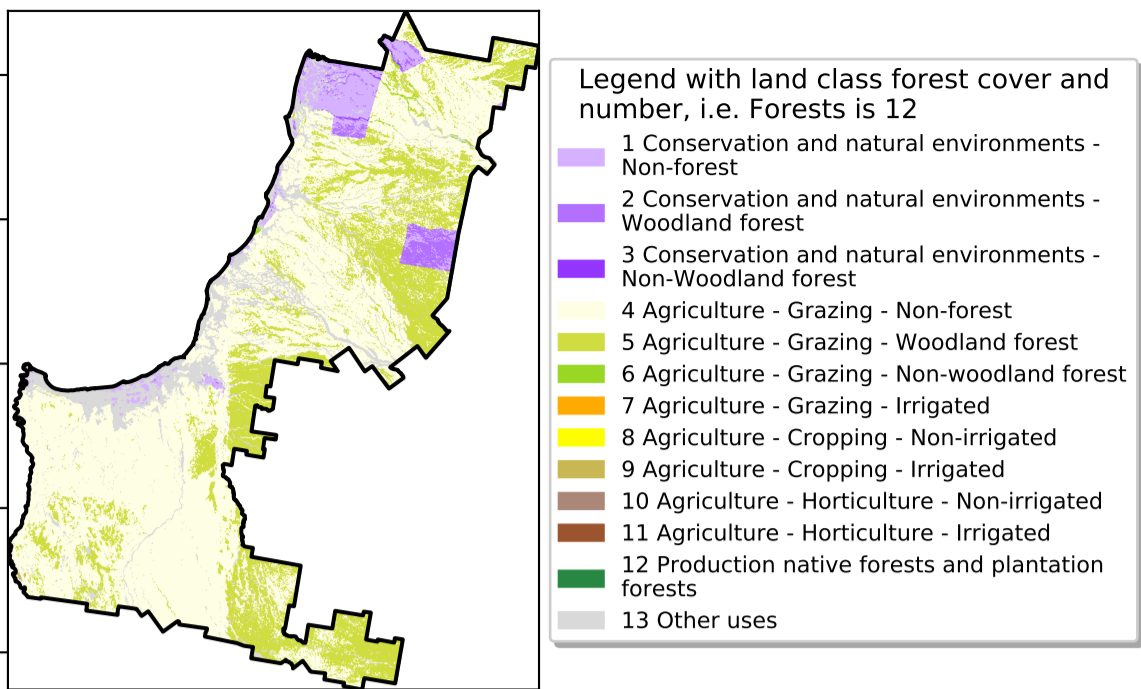 Legend with land class forest cover and
number, i.e. Forests is 12
1 Conservation and natural environments -
Non-forest
2 Conservation and natural environments -
Woodland forest
3 Conservation and natural environments -
Non-Woodland forest
4 Agriculture - Grazing - Non-forest
5 Agriculture - Grazing - Woodland forest
6 Agriculture - Grazing - Non-woodland forest
7 Agriculture - Grazing - Irrigated
8 Agriculture - Cropping - Non-irrigated
9 Agriculture - Cropping - Irrigated
10 Agriculture - Horticulture - Non-irrigated
11 Agriculture - Horticulture - Irrigated
12 Production native forests and plantation
forests
13 Other uses